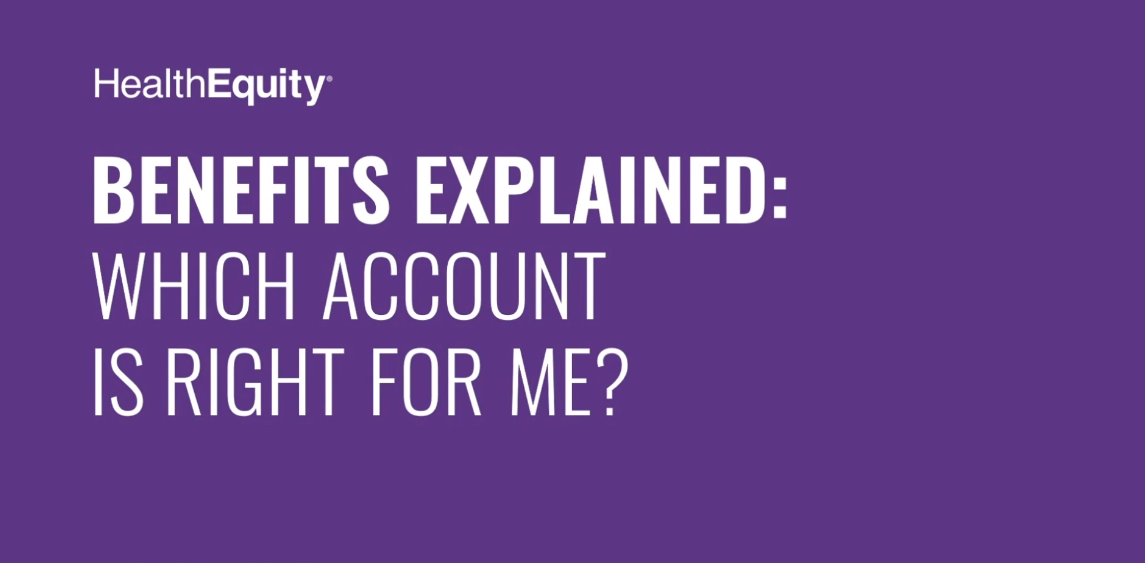 HealthEquity®
BENEFITS EXPLAINED:
WHICH ACCOUNT
IS RIGHT FOR ME?